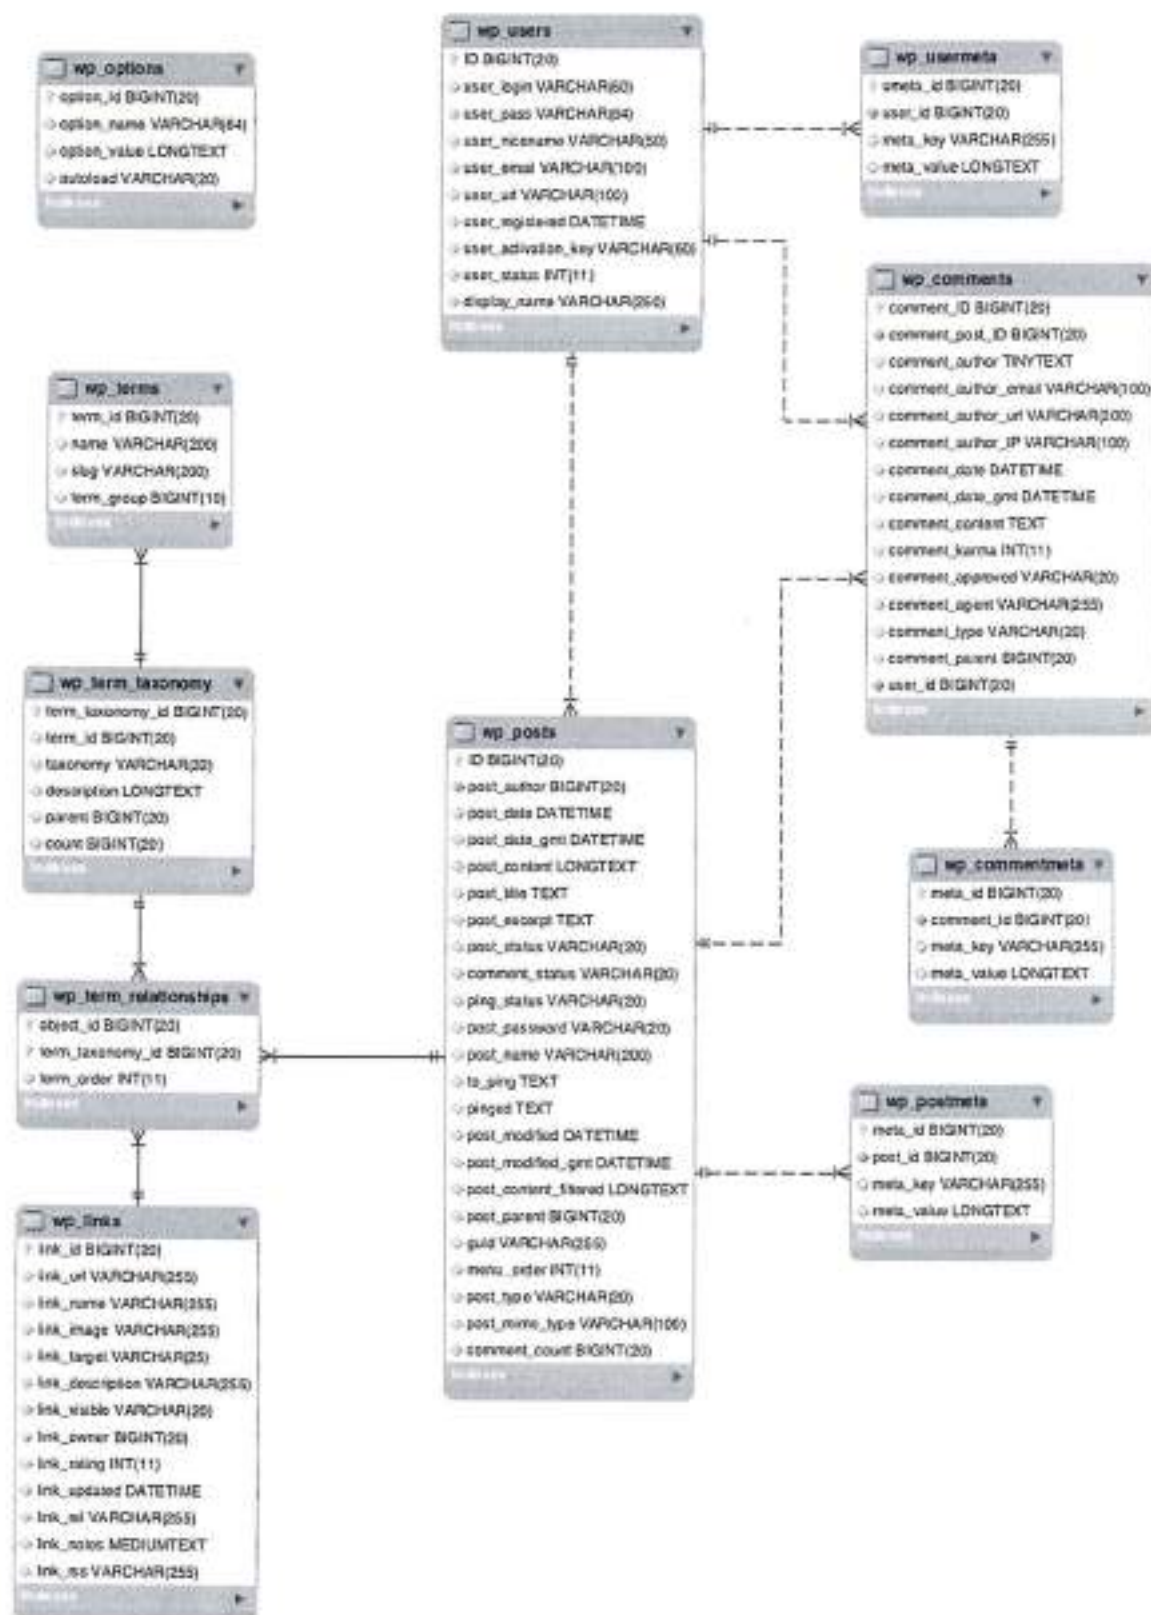 wp_options
option_id BIGINT(20)
option_name VARCHAR(64)
option_value LONGTEXT
autoload VARCHAR(20)
Indexes
wp_users
ID BIGINT(20)
user_login VARCHAR(60)
user_pass VARCHAR(64)
user_nicename VARCHAR(50)
user_email VARCHAR(100)
user_url VARCHAR(100)
user_registered DATETIME
user_activation_key VARCHAR(60)
user_status INT(11)
display_name VARCHAR(250)
Indexes
wp_usermeta
umeta_id BIGINT(20)
user_id BIGINT(20)
meta_key VARCHAR(255)
meta_value LONGTEXT
Indexes
wp_comments
comment_ID BIGINT(20)
comment_post_ID BIGINT(20)
comment_author TINYTEXT
comment_author_email VARCHAR(100)
comment_author_url VARCHAR(200)
comment_author_IP VARCHAR(100)
comment_date DATETIME
comment_date_gmt DATETIME
comment_content TEXT
comment_karma INT(11)
comment_approved VARCHAR(20)
comment_agent VARCHAR(255)
comment_type VARCHAR(20)
comment_parent BIGINT(20)
user_id BIGINT(20)
Indexes
wp_terms
term_id BIGINT(20)
name VARCHAR(200)
slug VARCHAR(200)
term_group BIGINT(10)
Indexes
wp_term_taxonomy
term_taxonomy_id BIGINT(20)
term_id BIGINT(20)
taxonomy VARCHAR(32)
description LONGTEXT
parent BIGINT(20)
count BIGINT(20)
Indexes
wp_posts
ID BIGINT(20)
post_author BIGINT(20)
post_date DATETIME
post_date_gmt DATETIME
post_content LONGTEXT
post_title TEXT
post_excerpt TEXT
post_status VARCHAR(20)
comment_status VARCHAR(20)
ping_status VARCHAR(20)
post_password VARCHAR(20)
post_name VARCHAR(200)
to_ping TEXT
pinged TEXT
post_modified DATETIME
post_modified_gmt DATETIME
post_content_filtered LONGTEXT
post_parent BIGINT(20)
guid VARCHAR(255)
menu_order INT(11)
post_type VARCHAR(20)
post_mime_type VARCHAR(100)
comment_count BIGINT(20)
Indexes
wp_commentmeta
meta_id BIGINT(20)
comment_id BIGINT(20)
meta_key VARCHAR(255)
meta_value LONGTEXT
Indexes
wp_term_relationships
object_id BIGINT(20)
term_taxonomy_id BIGINT(20)
term_order INT(11)
Indexes
wp_postmeta
meta_id BIGINT(20)
post_id BIGINT(20)
meta_key VARCHAR(255)
meta_value LONGTEXT
Indexes
wp_links
link_id BIGINT(20)
link_url VARCHAR(255)
link_name VARCHAR(255)
link_image VARCHAR(255)
link_target VARCHAR(25)
link_description VARCHAR(255)
link_visible VARCHAR(20)
link_owner BIGINT(20)
link_rating INT(11)
link_updated DATETIME
link_rel VARCHAR(255)
link_notes MEDIUMTEXT
link_rss VARCHAR(255)
Indexes